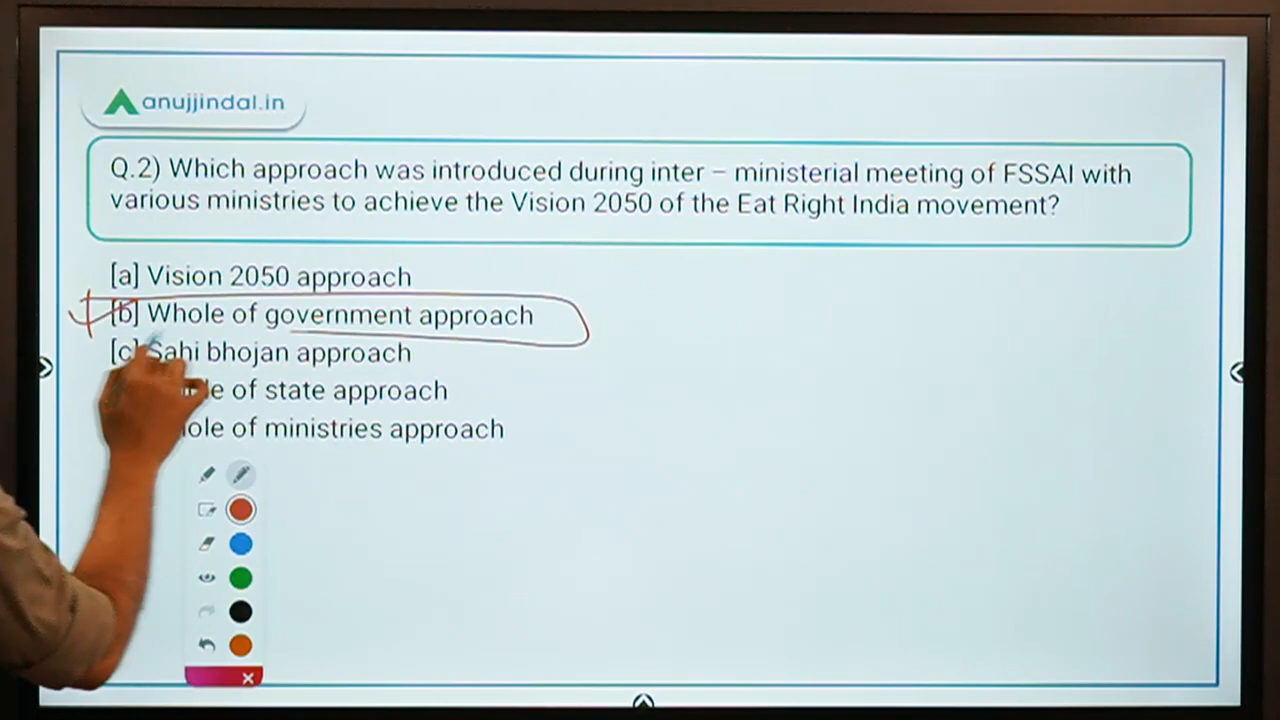 anujjindal.in
Q.2) Which approach was introduced during inter – ministerial meeting of FSSAI with
various ministries to achieve the Vision 2050 of the Eat Right India movement?
[a] Vision 2050 approach
[b] Whole of government approach
[c] Sahi bhojan approach
of state approach
of ministries approach